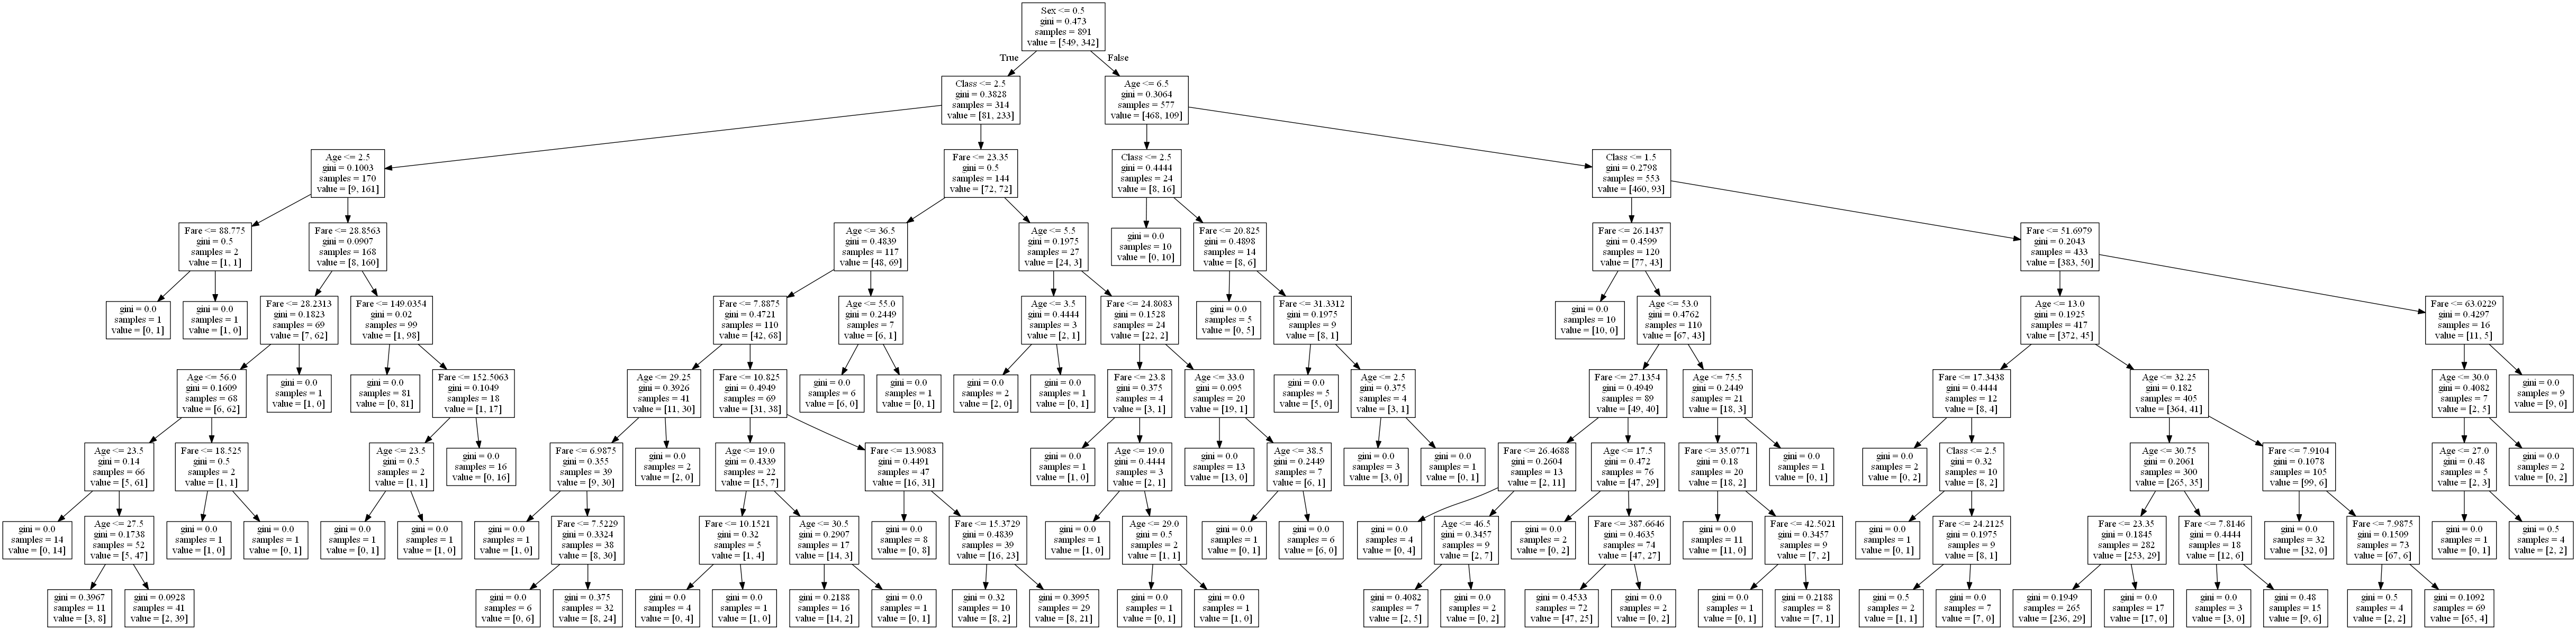 Sex <= 0.5
gini = 0.473
samples = 891
value = [549, 342]
True
False
Class <= 2.5
gini = 0.3828
samples = 314
value = [81, 233]
Age <= 6.5
gini = 0.3064
samples = 577
value = [468, 109]
Age <= 2.5
gini = 0.1003
samples = 170
value = [9, 161]
Fare <= 23.35
gini = 0.5
samples = 144
value = [72, 72]
Class <= 2.5
gini = 0.4444
samples = 24
value = [8, 16]
Class <= 1.5
gini = 0.2798
samples = 553
value = [460, 93]
Fare <= 88.775
gini = 0.5
samples = 2
value = [1, 1]
Fare <= 28.8563
gini = 0.0907
samples = 168
value = [8, 160]
Age <= 36.5
gini = 0.4839
samples = 117
value = [48, 69]
Age <= 5.5
gini = 0.1975
samples = 27
value = [24, 3]
gini = 0.0
samples = 10
value = [0, 10]
Fare <= 20.825
gini = 0.4898
samples = 14
value = [8, 6]
Fare <= 26.1437
gini = 0.4599
samples = 120
value = [77, 43]
Fare <= 51.6979
gini = 0.2043
samples = 433
value = [383, 50]
gini = 0.0
samples = 1
value = [0, 1]
gini = 0.0
samples = 1
value = [1, 0]
Fare <= 28.2313
gini = 0.1823
samples = 69
value = [7, 62]
Fare <= 149.0354
gini = 0.02
samples = 99
value = [1, 98]
Fare <= 7.8875
gini = 0.4721
samples = 110
value = [42, 68]
Age <= 55.0
gini = 0.2449
samples = 7
value = [6, 1]
Age <= 3.5
gini = 0.4444
samples = 3
value = [2, 1]
Fare <= 24.8083
gini = 0.1528
samples = 24
value = [22, 2]
gini = 0.0
samples = 5
value = [0, 5]
Fare <= 31.3312
gini = 0.1975
samples = 9
value = [8, 1]
gini = 0.0
samples = 10
value = [10, 0]
Age <= 53.0
gini = 0.4762
samples = 110
value = [67, 43]
Age <= 13.0
gini = 0.1925
samples = 417
value = [372, 45]
Fare <= 63.0229
gini = 0.4297
samples = 16
value = [11, 5]
Age <= 56.0
gini = 0.1609
samples = 68
value = [6, 62]
gini = 0.0
samples = 1
value = [1, 0]
gini = 0.0
samples = 81
value = [0, 81]
Fare <= 152.5063
gini = 0.1049
samples = 18
value = [1, 17]
Age <= 29.25
gini = 0.3926
samples = 41
value = [11, 30]
Fare <= 10.825
gini = 0.4949
samples = 69
value = [31, 38]
gini = 0.0
samples = 6
value = [6, 0]
gini = 0.0
samples = 1
value = [0, 1]
gini = 0.0
samples = 2
value = [2, 0]
gini = 0.0
samples = 1
value = [0, 1]
Fare <= 23.8
gini = 0.375
samples = 4
value = [3, 1]
Age <= 33.0
gini = 0.095
samples = 20
value = [19, 1]
gini = 0.0
samples = 5
value = [5, 0]
Age <= 2.5
gini = 0.375
samples = 4
value = [3, 1]
Fare <= 27.1354
gini = 0.4949
samples = 89
value = [49, 40]
Age <= 75.5
gini = 0.2449
samples = 21
value = [18, 3]
Fare <= 17.3438
gini = 0.4444
samples = 12
value = [8, 4]
Age <= 32.25
gini = 0.182
samples = 405
value = [364, 41]
Age <= 30.0
gini = 0.4082
samples = 7
value = [2, 5]
gini = 0.0
samples = 9
value = [9, 0]
Age <= 23.5
gini = 0.14
samples = 66
value = [5, 61]
Fare <= 18.525
gini = 0.5
samples = 2
value = [1, 1]
Age <= 23.5
gini = 0.5
samples = 2
value = [1, 1]
gini = 0.0
samples = 16
value = [0, 16]
Fare <= 6.9875
gini = 0.355
samples = 39
value = [9, 30]
gini = 0.0
samples = 2
value = [2, 0]
Age <= 19.0
gini = 0.4339
samples = 22
value = [15, 7]
Fare <= 13.9083
gini = 0.4491
samples = 47
value = [16, 31]
gini = 0.0
samples = 1
value = [1, 0]
Age <= 19.0
gini = 0.4444
samples = 3
value = [2, 1]
gini = 0.0
samples = 13
value = [13, 0]
Age <= 38.5
gini = 0.2449
samples = 7
value = [6, 1]
gini = 0.0
samples = 3
value = [3, 0]
gini = 0.0
samples = 1
value = [0, 1]
Fare <= 26.4688
gini = 0.2604
samples = 13
value = [2, 11]
Age <= 17.5
gini = 0.472
samples = 76
value = [47, 29]
Fare <= 35.0771
gini = 0.18
samples = 20
value = [18, 2]
gini = 0.0
samples = 1
value = [0, 1]
gini = 0.0
samples = 2
value = [0, 2]
Class <= 2.5
gini = 0.32
samples = 10
value = [8, 2]
Age <= 30.75
gini = 0.2061
samples = 300
value = [265, 35]
Fare <= 7.9104
gini = 0.1078
samples = 105
value = [99, 6]
Age <= 27.0
gini = 0.48
samples = 5
value = [2, 3]
gini = 0.0
samples = 2
value = [0, 2]
gini = 0.0
samples = 14
value = [0, 14]
Age <= 27.5
gini = 0.1738
samples = 52
value = [5, 47]
gini = 0.0
samples = 1
value = [1, 0]
gini = 0.0
samples = 1
value = [0, 1]
gini = 0.0
samples = 1
value = [0, 1]
gini = 0.0
samples = 1
value = [1, 0]
gini = 0.0
samples = 1
value = [1, 0]
Fare <= 7.5229
gini = 0.3324
samples = 38
value = [8, 30]
Fare <= 10.1521
gini = 0.32
samples = 5
value = [1, 4]
Age <= 30.5
gini = 0.2907
samples = 17
value = [14, 3]
gini = 0.0
samples = 8
value = [0, 8]
Fare <= 15.3729
gini = 0.4839
samples = 39
value = [16, 23]
gini = 0.0
samples = 1
value = [1, 0]
Age <= 29.0
gini = 0.5
samples = 2
value = [1, 1]
gini = 0.0
samples = 1
value = [0, 1]
gini = 0.0
samples = 6
value = [6, 0]
gini = 0.0
samples = 4
value = [0, 4]
Age <= 46.5
gini = 0.3457
samples = 9
value = [2, 7]
gini = 0.0
samples = 2
value = [0, 2]
Fare <= 387.6646
gini = 0.4635
samples = 74
value = [47, 27]
gini = 0.0
samples = 11
value = [11, 0]
Fare <= 42.5021
gini = 0.3457
samples = 9
value = [7, 2]
gini = 0.0
samples = 1
value = [0, 1]
Fare <= 24.2125
gini = 0.1975
samples = 9
value = [8, 1]
Fare <= 23.35
gini = 0.1845
samples = 282
value = [253, 29]
Fare <= 7.8146
gini = 0.4444
samples = 18
value = [12, 6]
gini = 0.0
samples = 32
value = [32, 0]
Fare <= 7.9875
gini = 0.1509
samples = 73
value = [67, 6]
gini = 0.0
samples = 1
value = [0, 1]
gini = 0.5
samples = 4
value = [2, 2]
gini = 0.3967
samples = 11
value = [3, 8]
gini = 0.0928
samples = 41
value = [2, 39]
gini = 0.0
samples = 6
value = [0, 6]
gini = 0.375
samples = 32
value = [8, 24]
gini = 0.0
samples = 4
value = [0, 4]
gini = 0.0
samples = 1
value = [1, 0]
gini = 0.2188
samples = 16
value = [14, 2]
gini = 0.0
samples = 1
value = [0, 1]
gini = 0.32
samples = 10
value = [8, 2]
gini = 0.3995
samples = 29
value = [8, 21]
gini = 0.0
samples = 1
value = [0, 1]
gini = 0.0
samples = 1
value = [1, 0]
gini = 0.4082
samples = 7
value = [2, 5]
gini = 0.0
samples = 2
value = [0, 2]
gini = 0.4533
samples = 72
value = [47, 25]
gini = 0.0
samples = 2
value = [0, 2]
gini = 0.0
samples = 1
value = [0, 1]
gini = 0.2188
samples = 8
value = [7, 1]
gini = 0.5
samples = 2
value = [1, 1]
gini = 0.0
samples = 7
value = [7, 0]
gini = 0.1949
samples = 265
value = [236, 29]
gini = 0.0
samples = 17
value = [17, 0]
gini = 0.0
samples = 3
value = [3, 0]
gini = 0.48
samples = 15
value = [9, 6]
gini = 0.5
samples = 4
value = [2, 2]
gini = 0.1092
samples = 69
value = [65, 4]